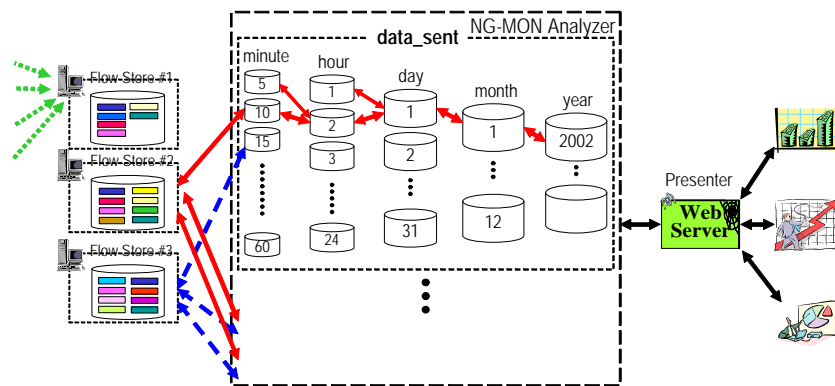 NG-MON Analyzer
data_sent
minute
hour
day
month
year
5
10
15
60
1
2
3
24
1
2
31
1
12
2002
Flow Store #1
Flow Store #2
Flow Store #3
Presenter
Web
Server